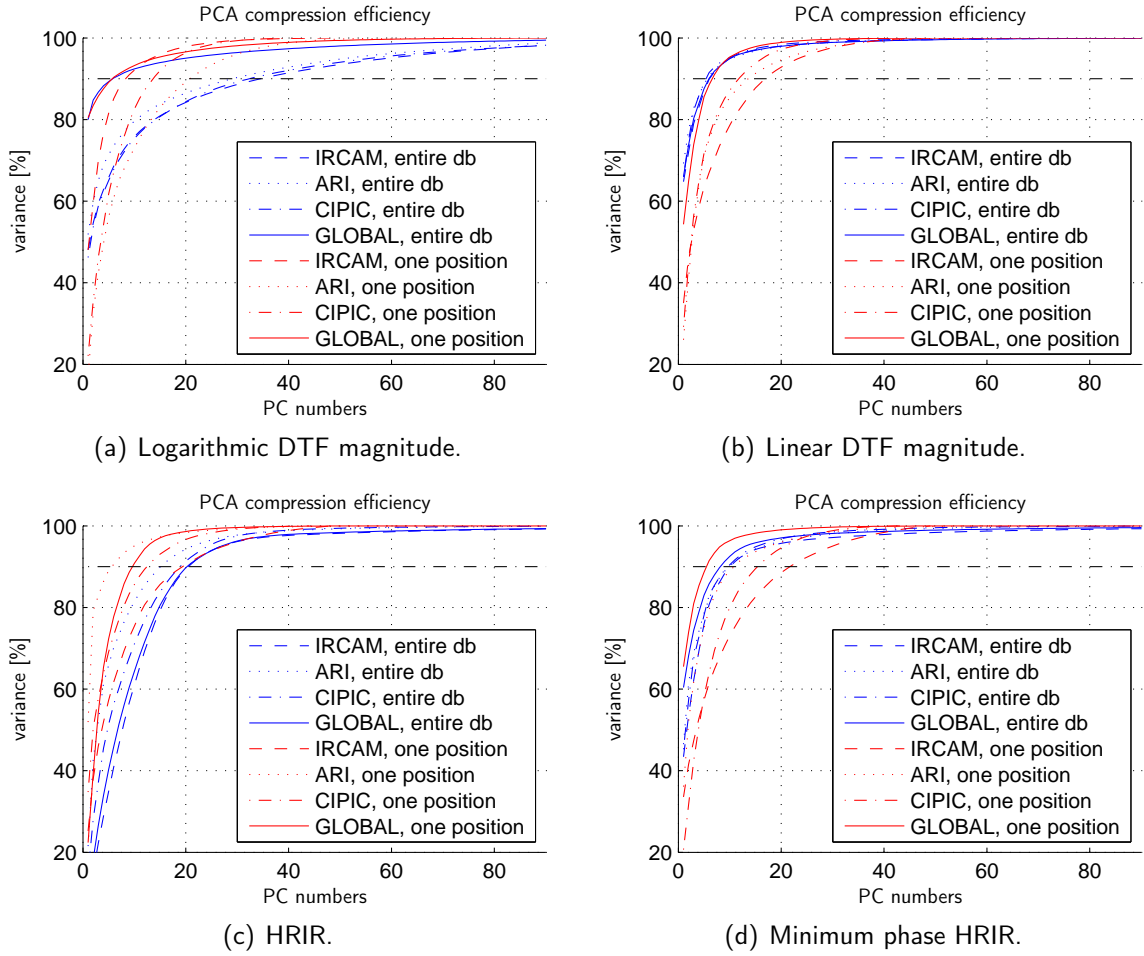 PCA compression efficiency
100
80
60
40
20
variance [%]
IRCAM, entire db
ARI, entire db
CIPIC, entire db
GLOBAL, entire db
IRCAM, one position
ARI, one position
CIPIC, one position
GLOBAL, one position
0 20 40 60 80
PC numbers
(a) Logarithmic DTF magnitude.
PCA compression efficiency
100
80
60
40
20
variance [%]
IRCAM, entire db
ARI, entire db
CIPIC, entire db
GLOBAL, entire db
IRCAM, one position
ARI, one position
CIPIC, one position
GLOBAL, one position
0 20 40 60 80
PC numbers
(b) Linear DTF magnitude.
PCA compression efficiency
100
80
60
40
20
variance [%]
IRCAM, entire db
ARI, entire db
CIPIC, entire db
GLOBAL, entire db
IRCAM, one position
ARI, one position
CIPIC, one position
GLOBAL, one position
0 20 40 60 80
PC numbers
(c) HRIR.
PCA compression efficiency
100
80
60
40
20
variance [%]
IRCAM, entire db
ARI, entire db
CIPIC, entire db
GLOBAL, entire db
IRCAM, one position
ARI, one position
CIPIC, one position
GLOBAL, one position
0 20 40 60 80
PC numbers
(d) Minimum phase HRIR.